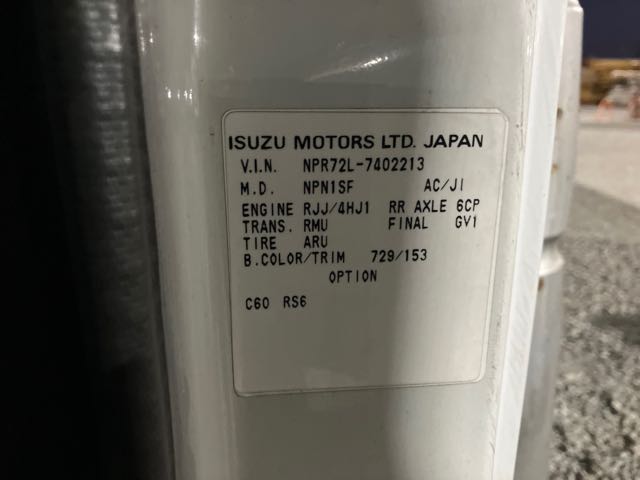 ISUZU MOTORS LTD. JAPAN
V.I.N. NPR72L-7402213
M.D. NPN1SF AC/J1
ENGINE RJJ/4HJ1 RR AXLE 6CP
TRANS. RMU FINAL GV1
TIRE ARU
B.COLOR/TRIM 729/153
OPTION
C60 RS6